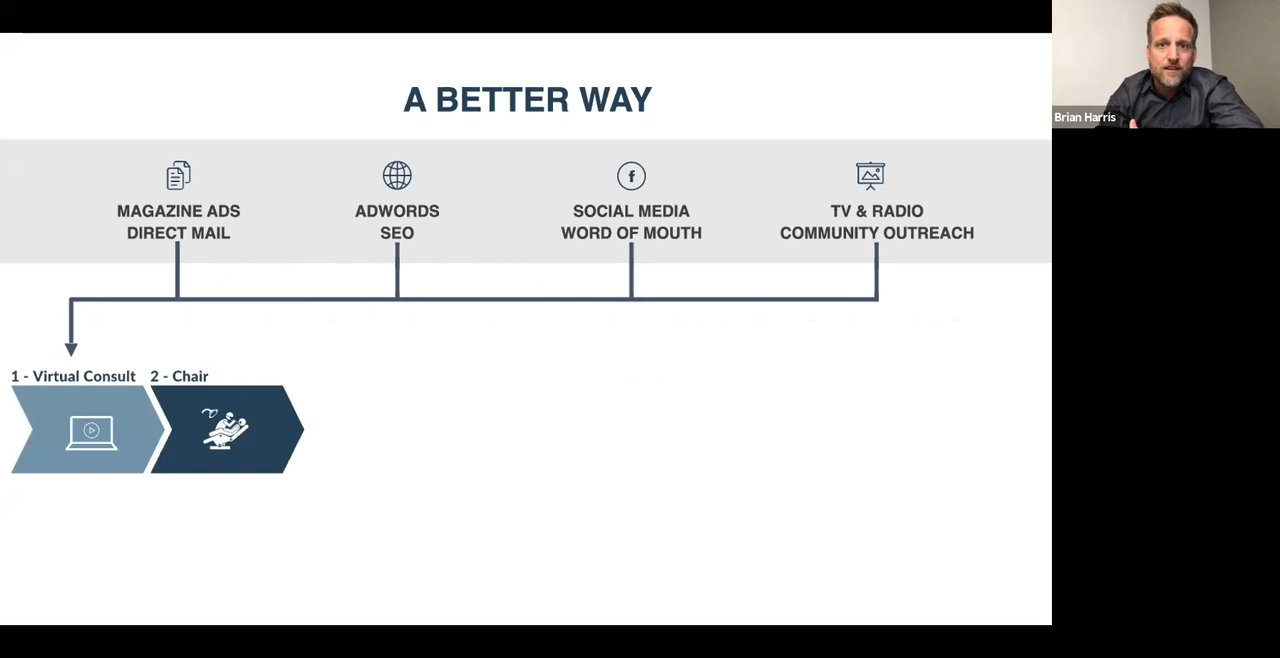 A BETTER WAY
MAGAZINE ADS
DIRECT MAIL
ADWORDS
SEO
f
SOCIAL MEDIA
WORD OF MOUTH
TV & RADIO
COMMUNITY OUTREACH
1 - Virtual Consult
2 - Chair
Brian Harris